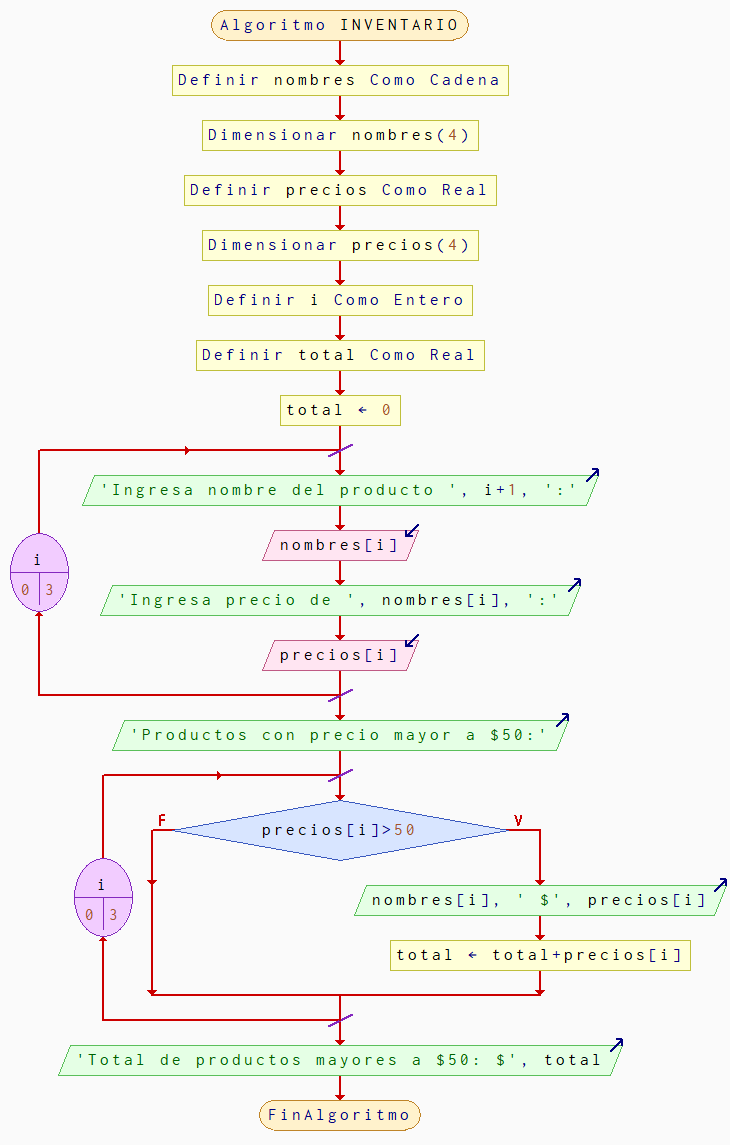 Algoritmo INVENTARIO
Definir nombres Como Cadena
Dimensionar nombres(4)
Definir precios Como Real
Dimensionar precios(4)
Definir i Como Entero
Definir total Como Real
total ← 0
'Ingresa nombre del producto ', i+1, ':'
nombres[i]
i
0 3
'Ingresa precio de ', nombres[i], ':'
precios[i]
'Productos con precio mayor a $50:'
F
V
precios[i]>50
i
0 3
nombres[i], ' $', precios[i]
total ← total+precios[i]
'Total de productos mayores a $50: $', total
FinAlgoritmo